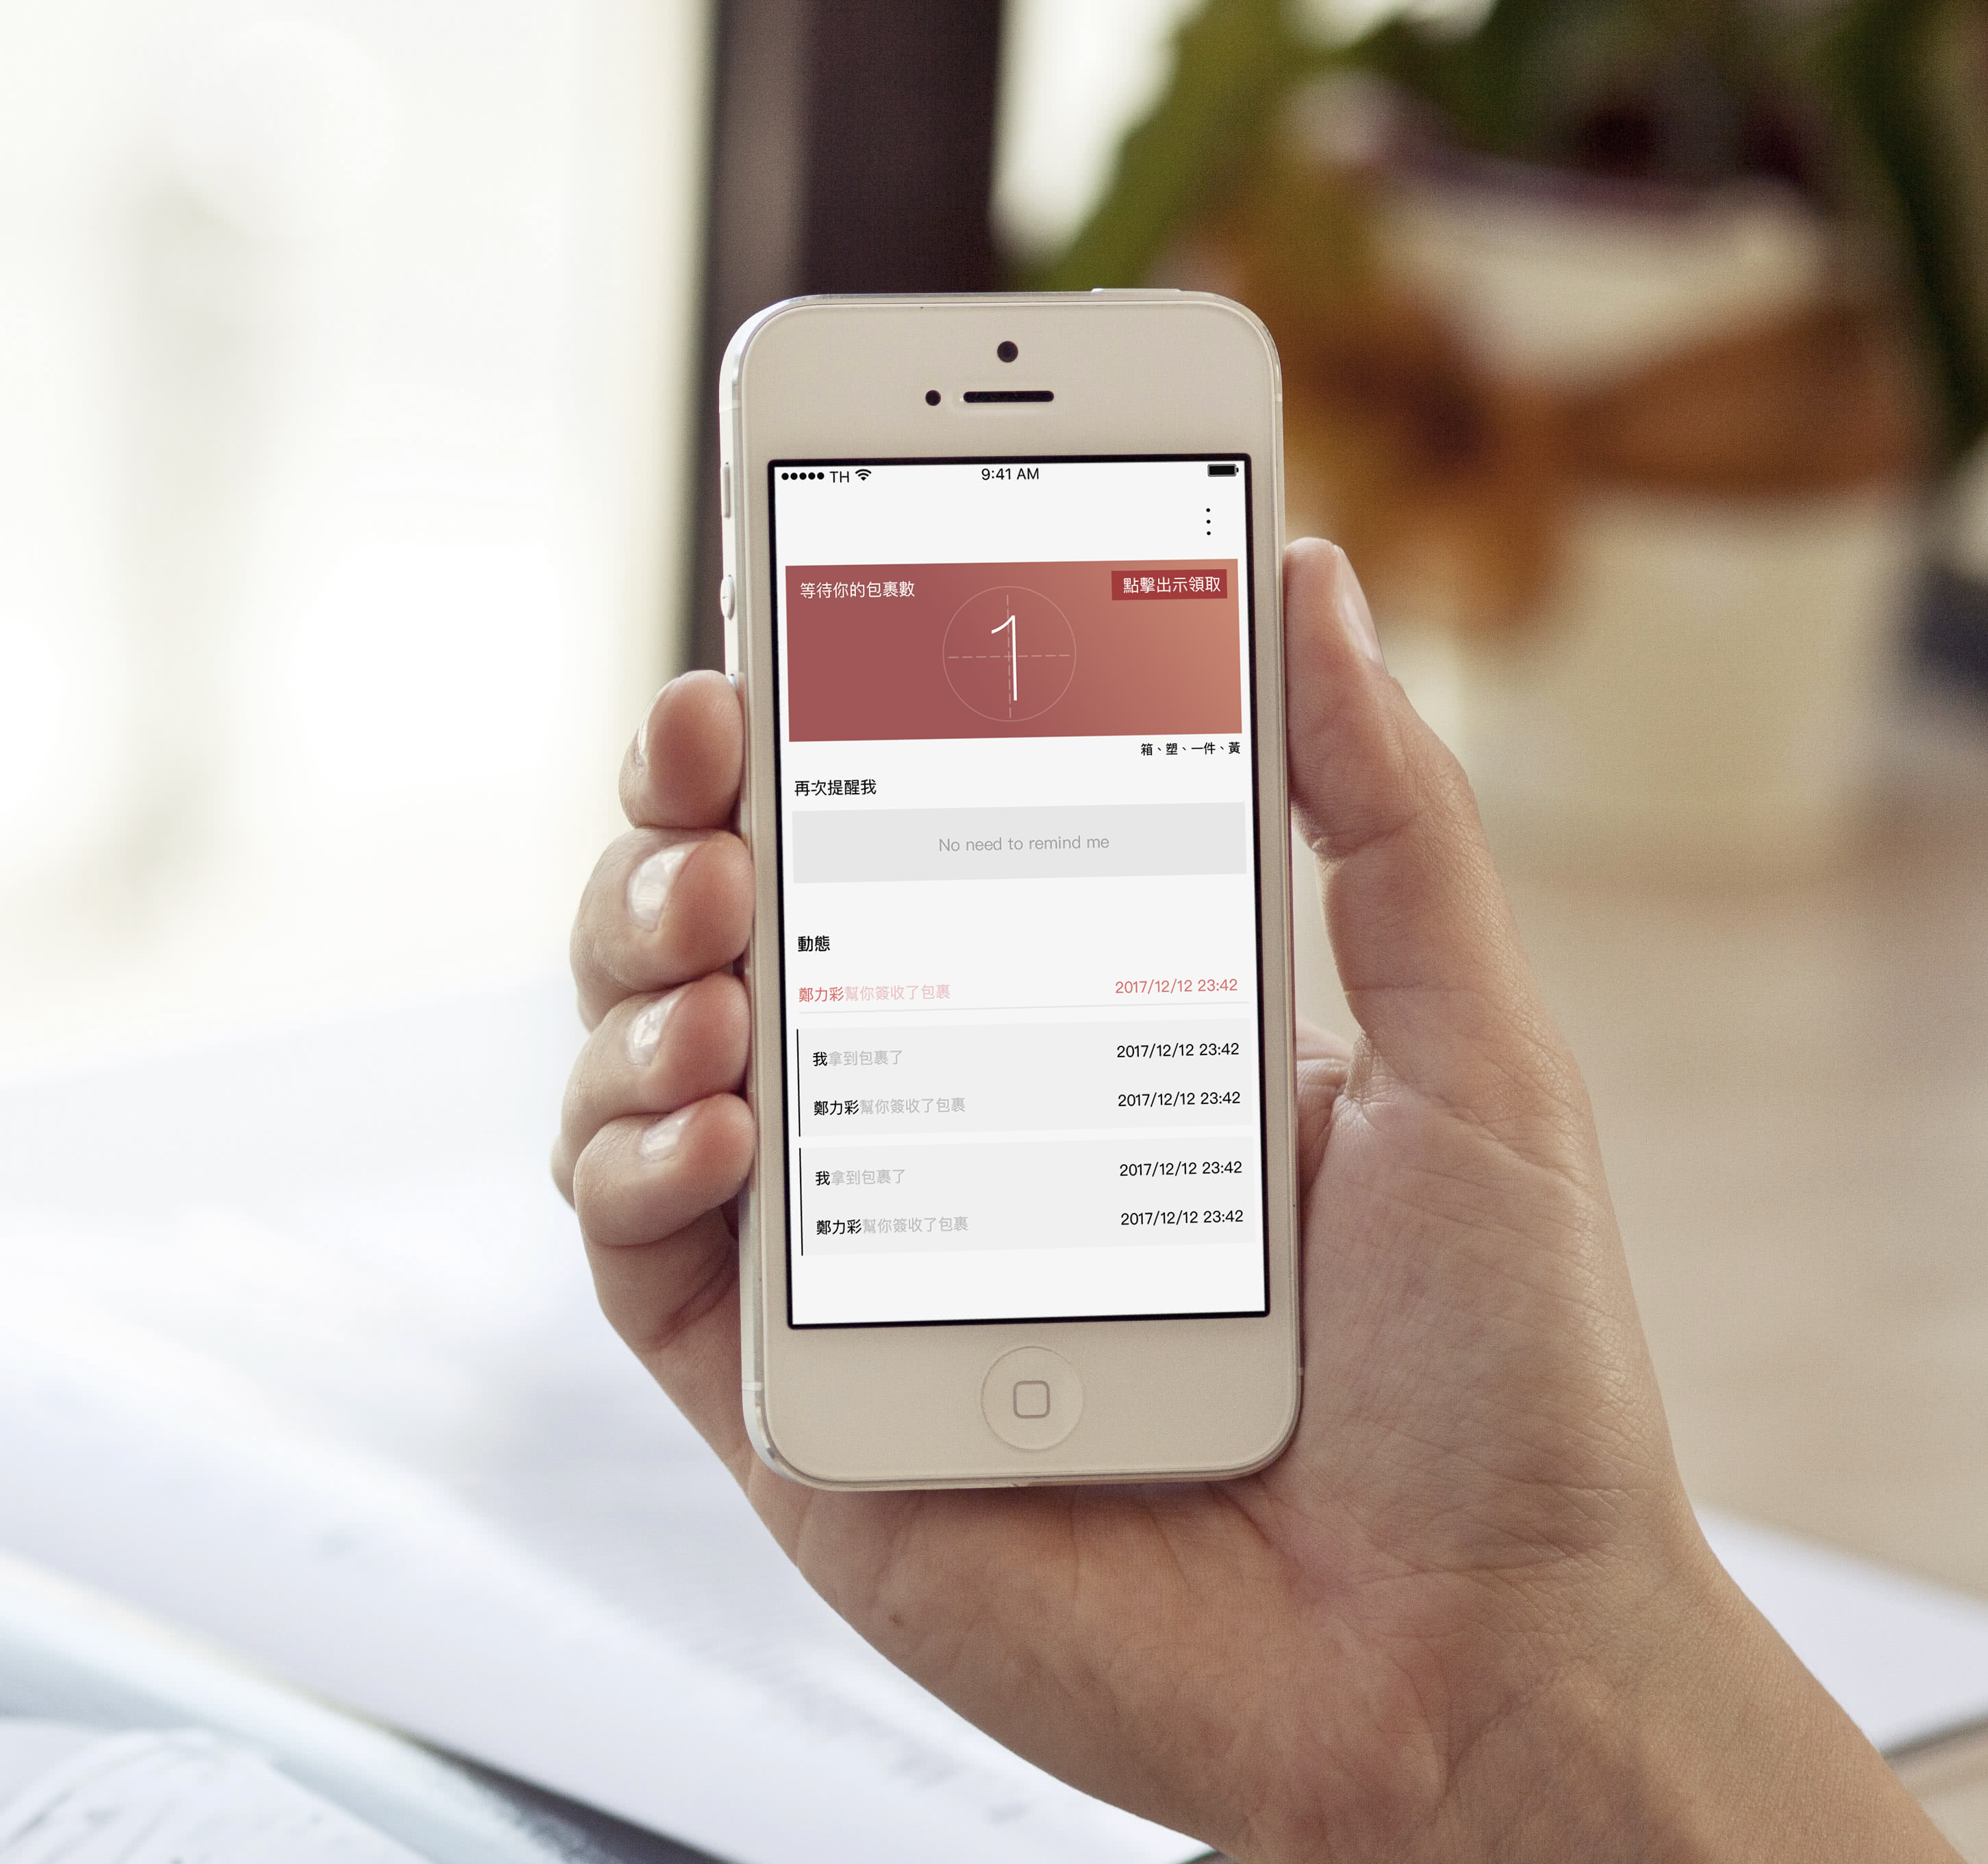 TH 9:41 AM
等待你的包裹數
點擊出示領取
1
箱、塑、一件、黃
再次提醒我
No need to remind me
動態
鄭力彩幫你簽收了包裹 2017/12/12 23:42
我拿到包裹了 2017/12/12 23:42
鄭力彩幫你簽收了包裹 2017/12/12 23:42
我拿到包裹了 2017/12/12 23:42
鄭力彩幫你簽收了包裹 2017/12/12 23:42